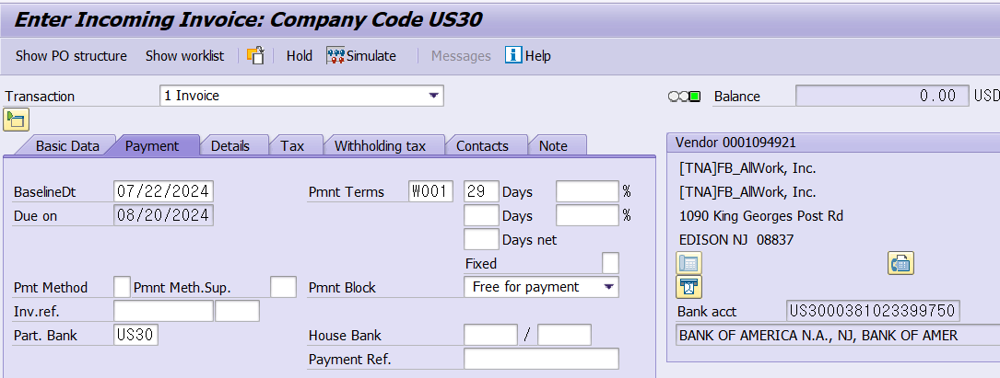 Enter Incoming Invoice: Company Code US30
Show PO structure Show worklist Hold Simulate Messages Help
Transaction 1 Invoice Balance 0.00 USD
Basic Data Payment Details Tax Withholding tax Contacts Note
Vendor 0001094921
[TNA]FB_AllWork, Inc.
BaselineDt 07/22/2024 Pmnt Terms W001 29 Days %
[TNA]FB_AllWork, Inc.
Due on 08/20/2024 Days %
1090 King Georges Post Rd
Days net
EDISON NJ 08837
Fixed
Pmt Method Pmnt Meth.Sup. Pmnt Block Free for payment
Inv.ref.
Bank acct US3000381023399750
Part. Bank US30 House Bank /
BANK OF AMERICA N.A., NJ, BANK OF AMER
Payment Ref.